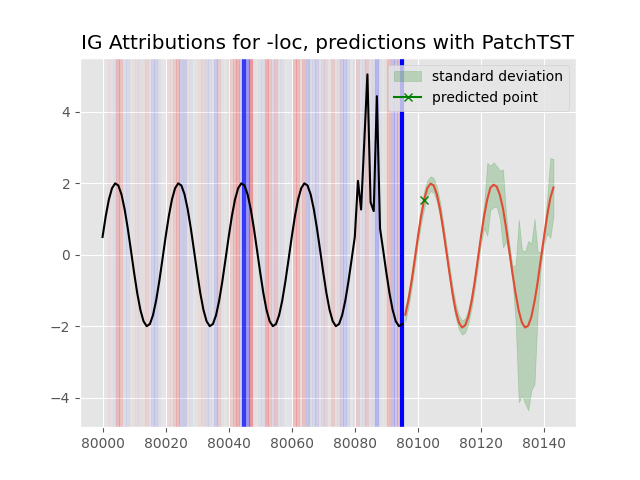 IG Attributions for -loc, predictions with PatchTST
standard deviation
predicted point
4
2
0
−2
−4
80000 80020 80040 80060 80080 80100 80120 80140